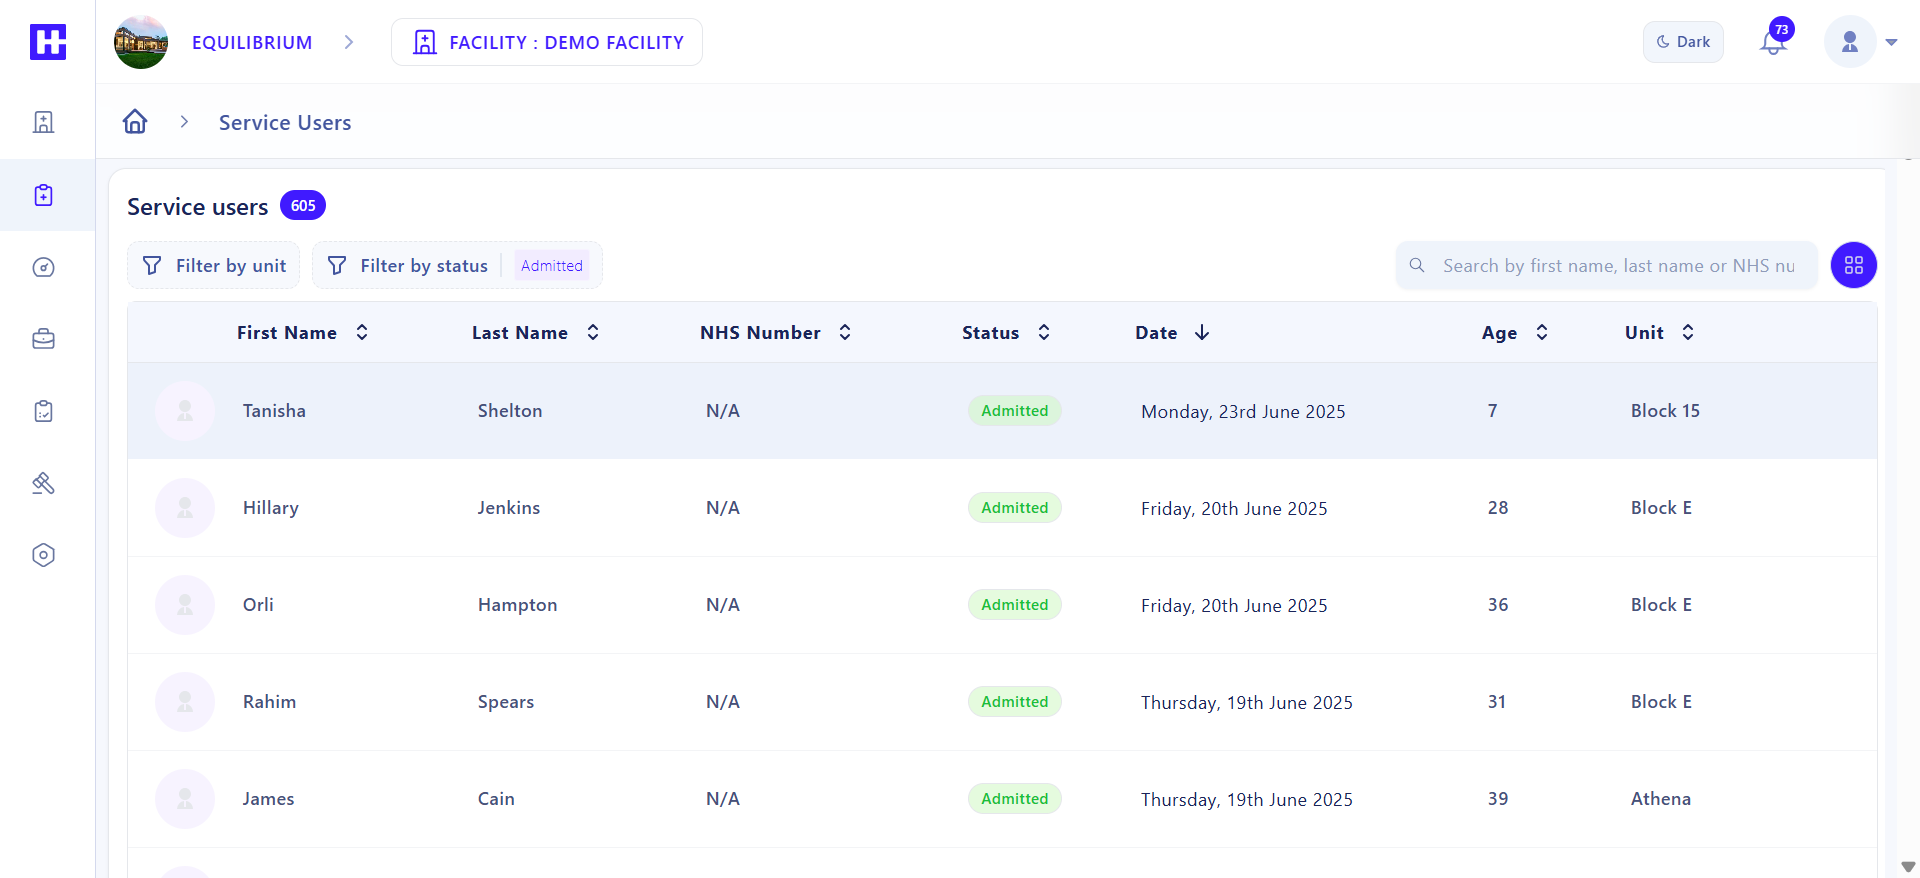 EQUILIBRIUM
FACILITY : DEMO FACILITY
Dark
73
Service Users
Service users 605
Filter by unit
Filter by status Admitted
Search by first name, last name or NHS nu
First Name Last Name NHS Number Status Date Age Unit
Tanisha Shelton N/A Admitted Monday, 23rd June 2025 7 Block 15
Hillary Jenkins N/A Admitted Friday, 20th June 2025 28 Block E
Orli Hampton N/A Admitted Friday, 20th June 2025 36 Block E
Rahim Spears N/A Admitted Thursday, 19th June 2025 31 Block E
James Cain N/A Admitted Thursday, 19th June 2025 39 Athena